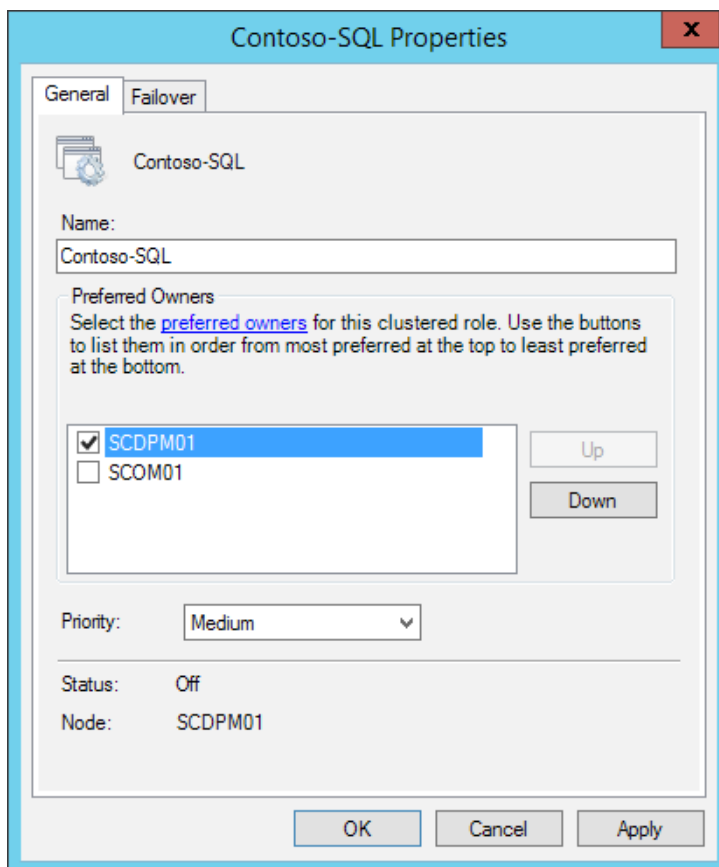 Contoso-SQL Properties
x
General
Failover
Contoso-SQL
Name:
Contoso-SQL
Preferred Owners
Select the preferred owners for this clustered role. Use the buttons
to list them in order from most preferred at the top to least preferred
at the bottom.
SCDPM01
SCOM01
Up
Down
Priority:
Medium
Status:
Off
Node:
SCDPM01
OK
Cancel
Apply